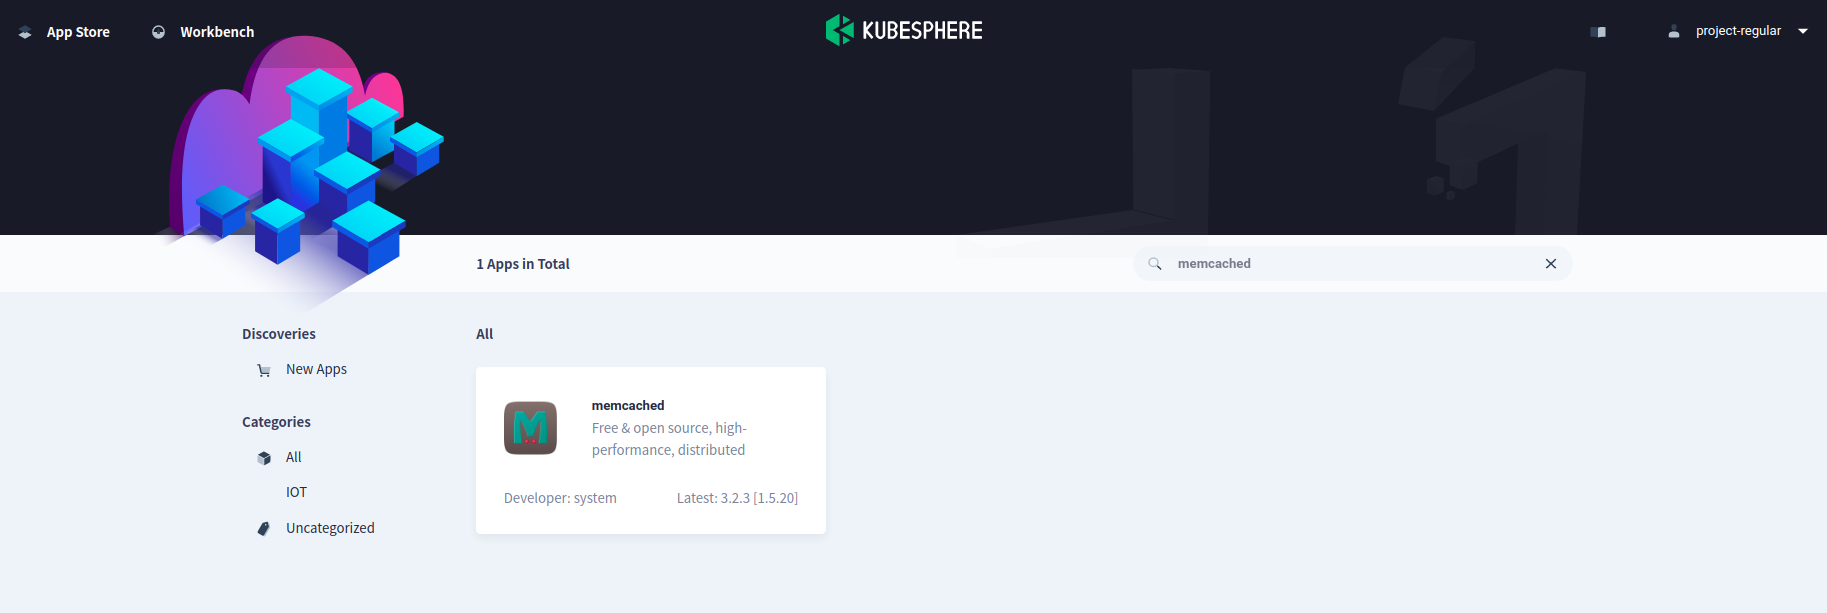 App Store
Workbench
KUBESPHERE
project-regular
1 Apps in Total
memcached
Discoveries
New Apps
Categories
All
IOT
Uncategorized
All
memcached
Free & open source, high-
performance, distributed
Developer: system
Latest: 3.2.3 [1.5.20]